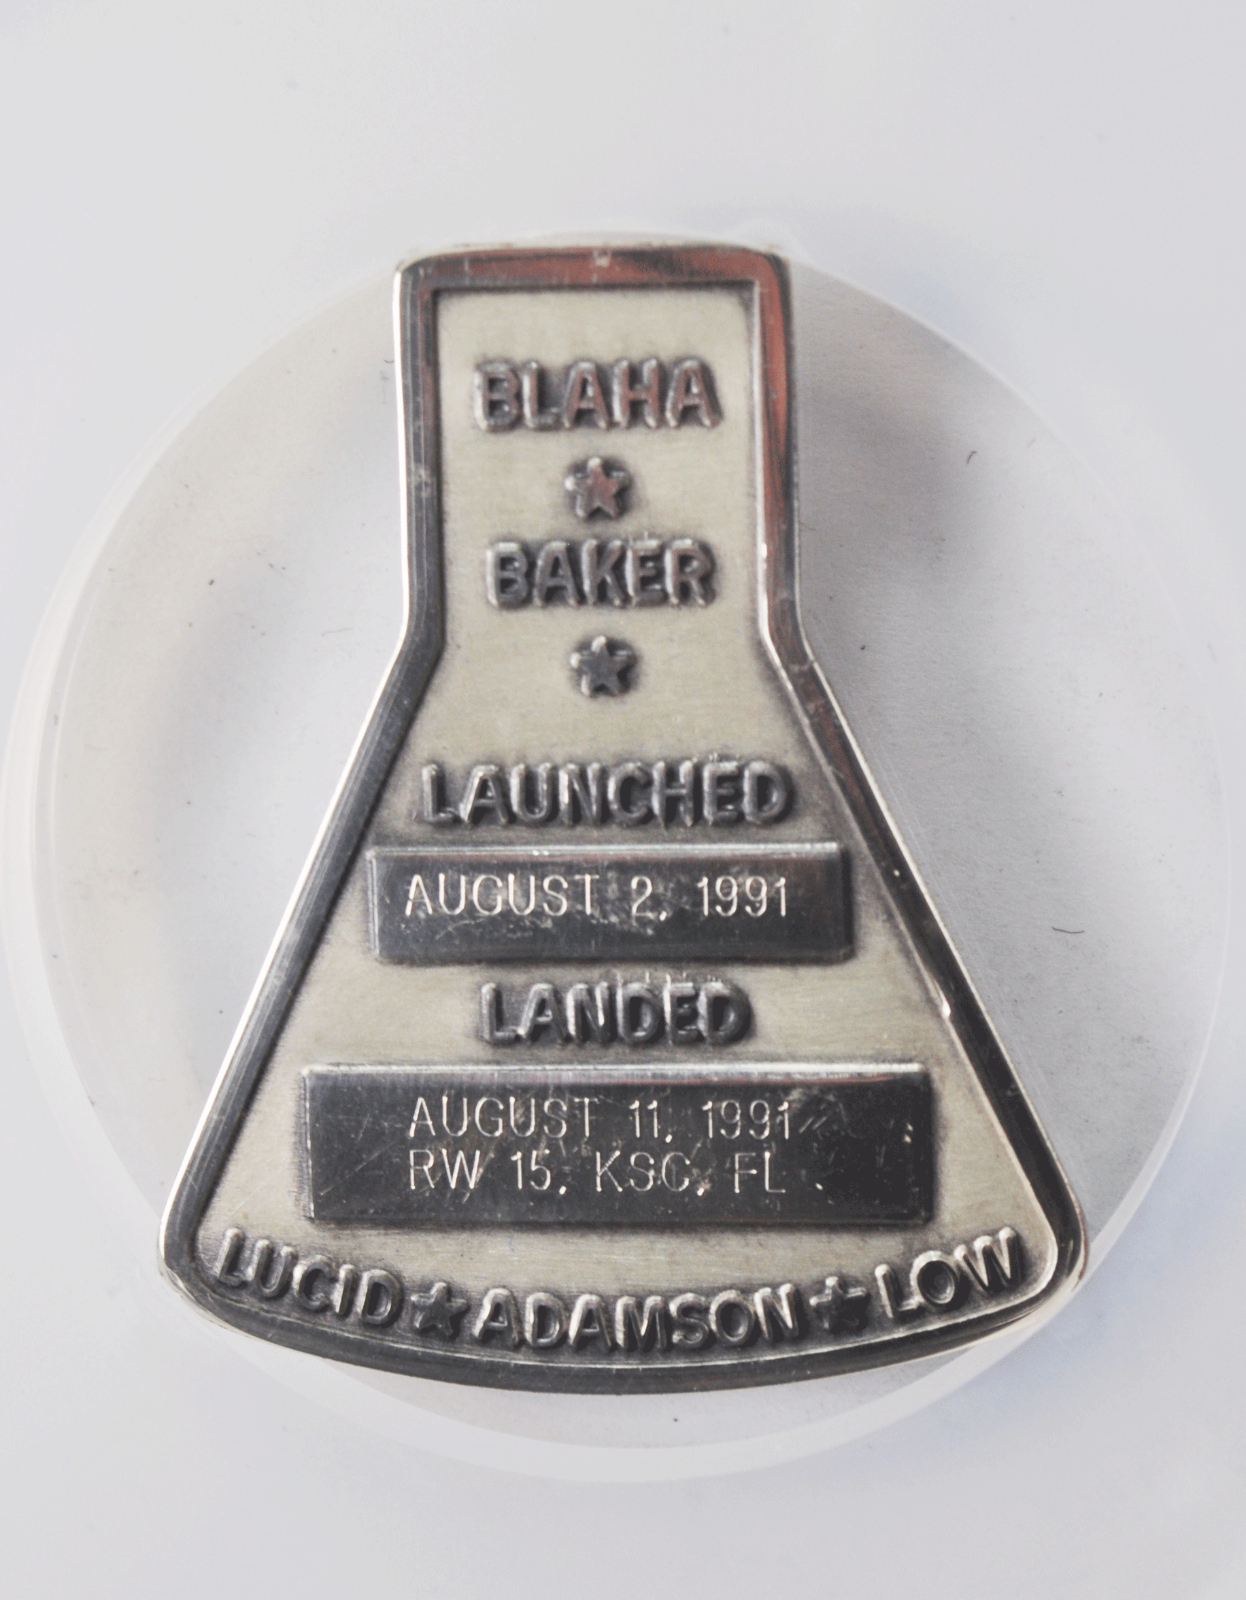 BLAHA
BAKER
LAUNCHED
AUGUST 2, 1991
LANDED
AUGUST 11, 1991
RW 15, KSC, FL
LUCID★ADAMSON★LOW